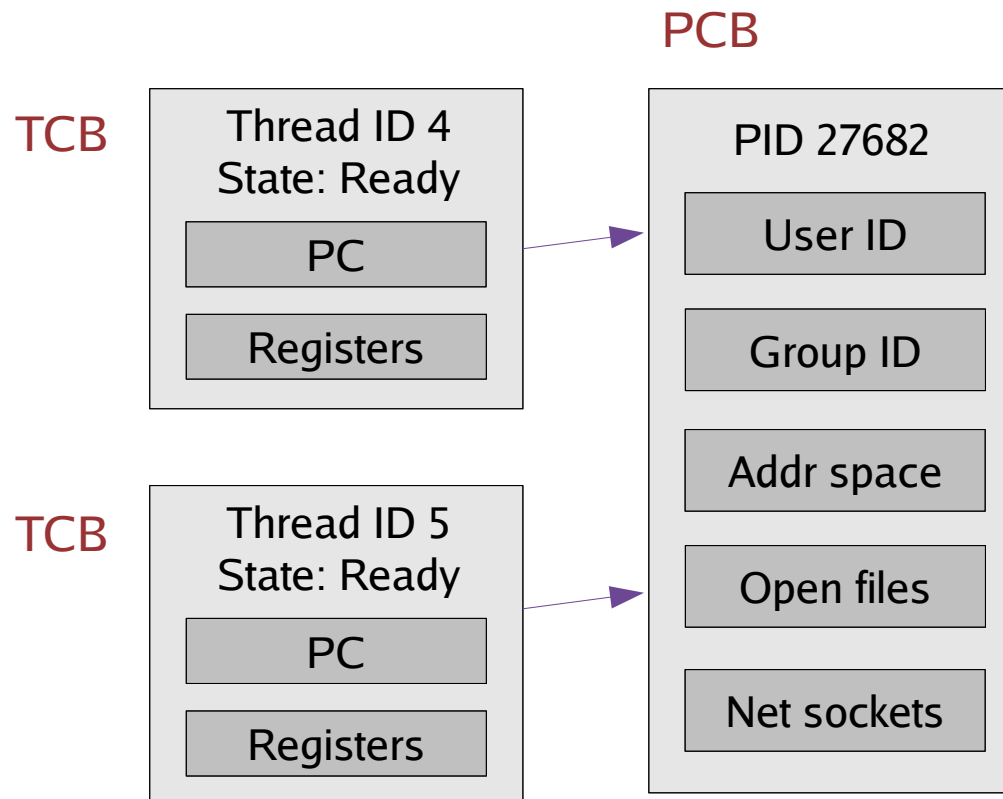 PCB
TCB
Thread ID 4
State: Ready
PC
Registers
TCB
Thread ID 5
State: Ready
PC
Registers
PID 27682
User ID
Group ID
Addr space
Open files
Net sockets